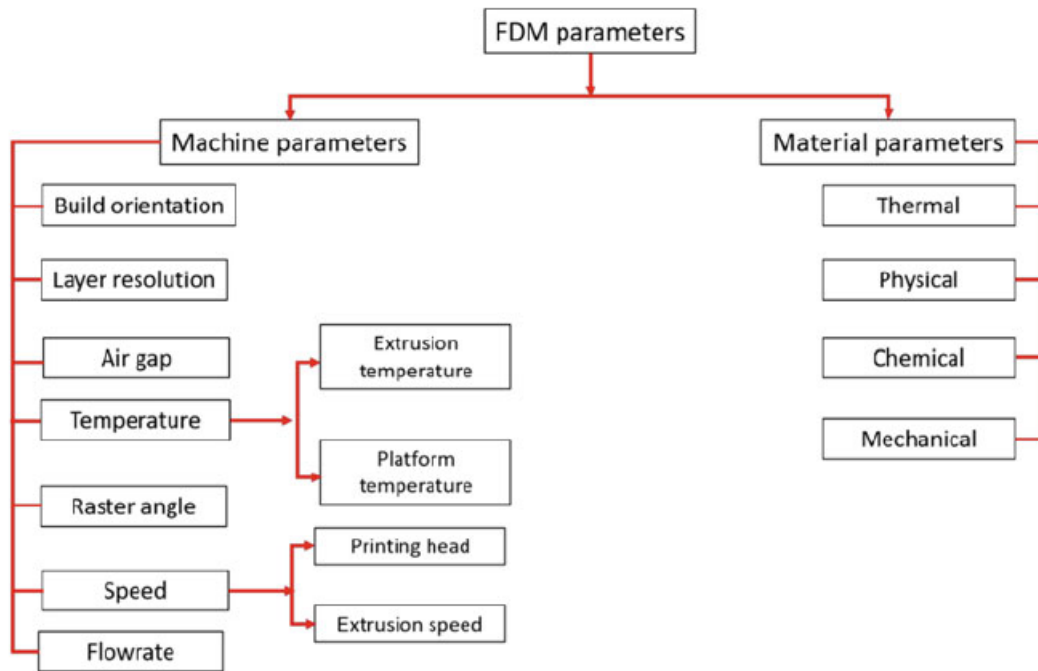 FDM parameters
Machine parameters
Material parameters
Build orientation
Thermal
Layer resolution
Physical
Air gap
Extrusion
temperature
Chemical
Temperature
Mechanical
Platform
temperature
Raster angle
Printing head
Speed
Extrusion speed
Flowrate